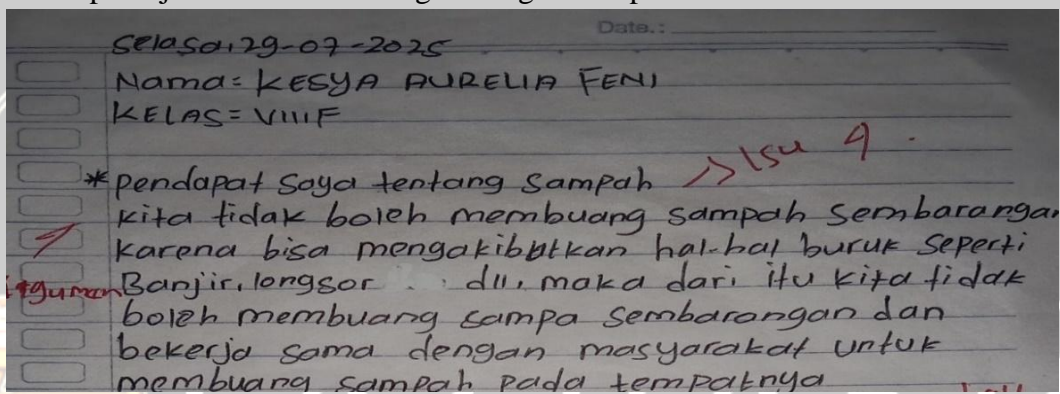 Date.:
Selasa, 29-07-2025
Nama = KESYA AURELIA FENI
KELAS = VIII F
>> Isu 9
* pendapat saya tentang sampah
kita tidak boleh membuang sampah sembarangan
karena bisa mengakibatkan hal-hal buruk seperti
Argumen
Banjir, longsor dll, maka dari itu kita tidak
boleh membuang sampa sembarangan dan
bekerja sama dengan masyarakat untuk
membuang sampah pada tempatnya